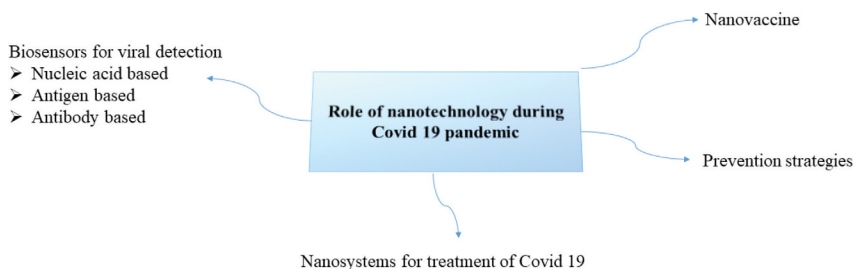 Nanovaccine
Biosensors for viral detection
➢ Nucleic acid based
➢ Antigen based
➢ Antibody based
Role of nanotechnology during
Covid 19 pandemic
Prevention strategies
Nanosystems for treatment of Covid 19